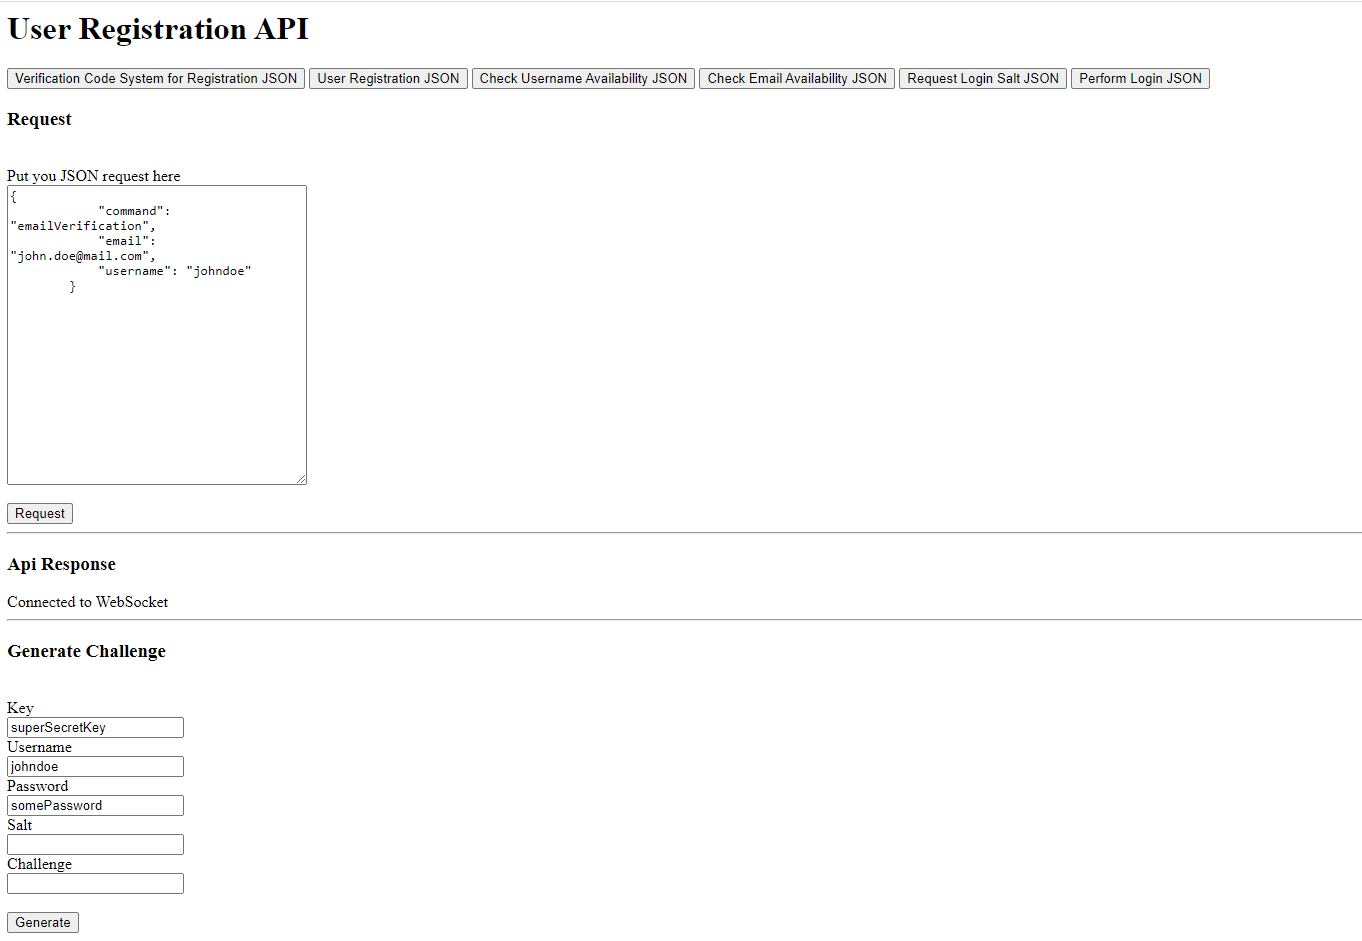 User Registration API
Verification Code System for Registration JSON User Registration JSON Check Username Availability JSON Check Email Availability JSON Request Login Salt JSON Perform Login JSON
Request
Put you JSON request here
{
"command":
"emailVerification",
"email":
"john.doe@mail.com",
"username": "johndoe"
}
Request
Api Response
Connected to WebSocket
Generate Challenge
Key
superSecretKey
Username
johndoe
Password
somePassword
Salt
Challenge
Generate